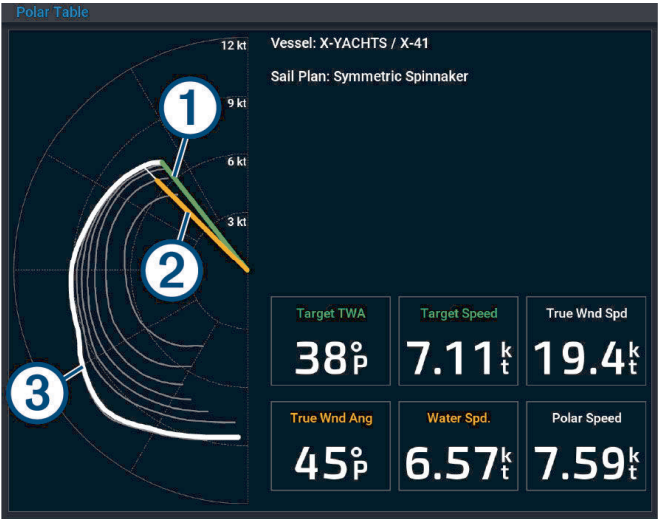 Polar Table
12 kt
9 kt
6 kt
3 kt
1
2
3
Vessel: X-YACHTS / X-41
Sail Plan: Symmetric Spinnaker
Target TWA
38°P
Target Speed
7.11kt
True Wnd Spd
19.4kt
True Wnd Ang
45°P
Water Spd.
6.57kt
Polar Speed
7.59kt